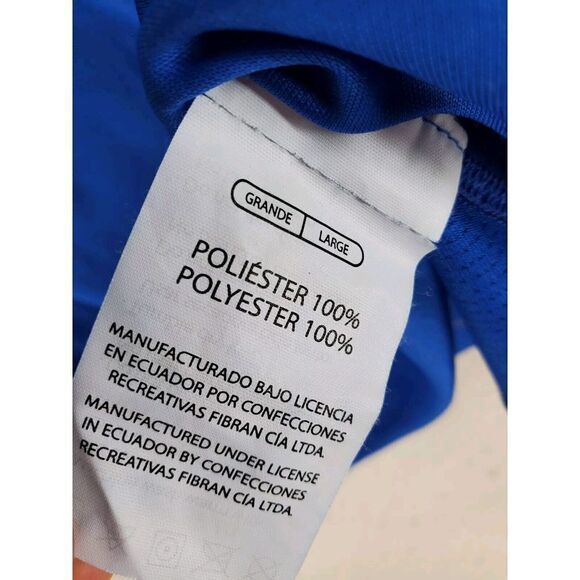 GRANDE LARGE
POLIÉSTER 100%
POLYESTER 100%
MANUFACTURADO BAJO LICENCIA
EN ECUADOR POR CONFECCIONES
RECREATIVAS FIBRAN CÍA LTDA.
MANUFACTURED UNDER LICENSE
IN ECUADOR BY CONFECCIONES
RECREATIVAS FIBRAN CÍA LTDA.